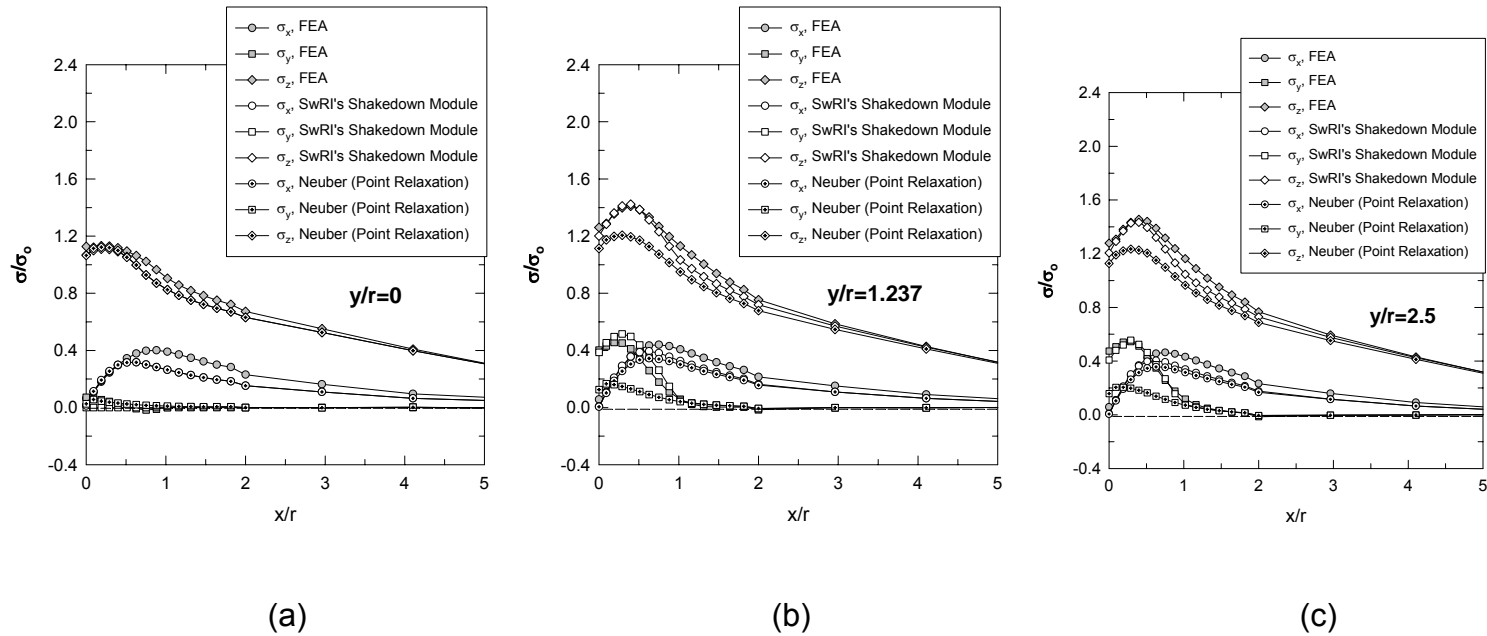 σx, FEA
σy, FEA
σz, FEA
σx, SwRI's Shakedown Module
σy, SwRI's Shakedown Module
σz, SwRI's Shakedown Module
σx, Neuber (Point Relaxation)
σy, Neuber (Point Relaxation)
σz, Neuber (Point Relaxation)
2.4
2.0
1.6
1.2
0.8
0.4
0.0
-0.4
σ/σo
y/r=0
0 1 2 3 4 5
x/r
(a)
σx, FEA
σy, FEA
σz, FEA
σx, SwRI's Shakedown Module
σy, SwRI's Shakedown Module
σz, SwRI's Shakedown Module
σx, Neuber (Point Relaxation)
σy, Neuber (Point Relaxation)
σz, Neuber (Point Relaxation)
2.4
2.0
1.6
1.2
0.8
0.4
0.0
-0.4
σ/σo
y/r=1.237
0 1 2 3 4 5
x/r
(b)
σx, FEA
σy, FEA
σz, FEA
σx, SwRI's Shakedown Module
σy, SwRI's Shakedown Module
σz, SwRI's Shakedown Module
σx, Neuber (Point Relaxation)
σy, Neuber (Point Relaxation)
σz, Neuber (Point Relaxation)
2.4
2.0
1.6
1.2
0.8
0.4
0.0
-0.4
σ/σo
y/r=2.5
0 1 2 3 4 5
x/r
(c)